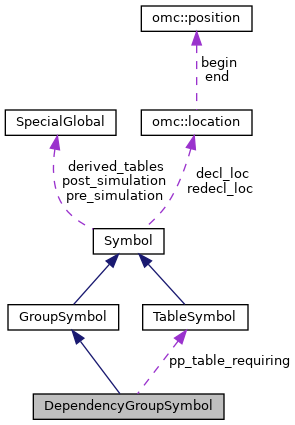 omc::position
begin
end
SpecialGlobal
omc::location
derived_tables
post_simulation
pre_simulation
decl_loc
redecl_loc
Symbol
GroupSymbol
TableSymbol
pp_table_requiring
DependencyGroupSymbol